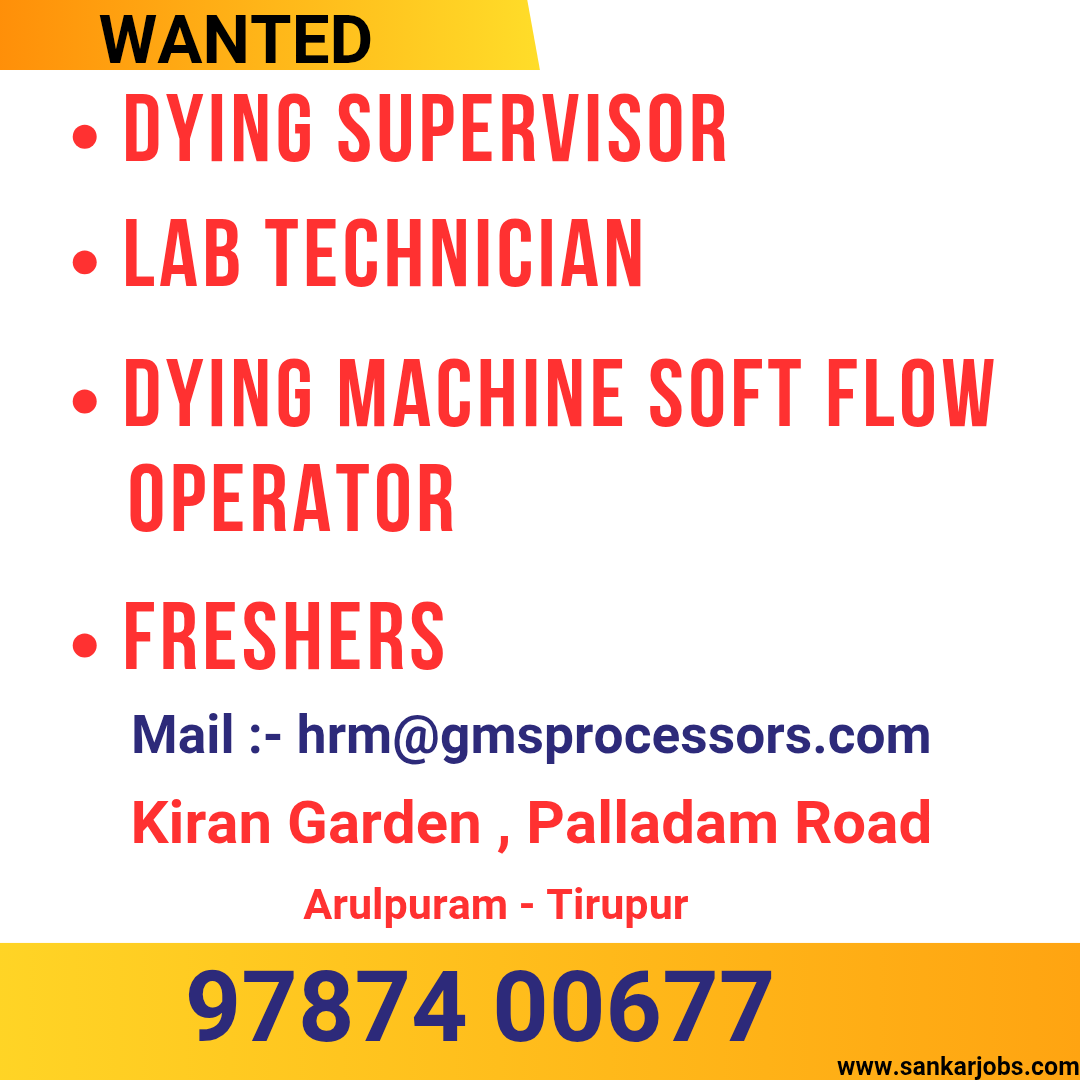 WANTED
• DYING SUPERVISOR
• LAB TECHNICIAN
• DYING MACHINE SOFT FLOW
OPERATOR
• FRESHERS
Mail :- hrm@gmsprocessors.com
Kiran Garden , Palladam Road
Arulpuram - Tirupur
97874 00677
www.sankarjobs.com